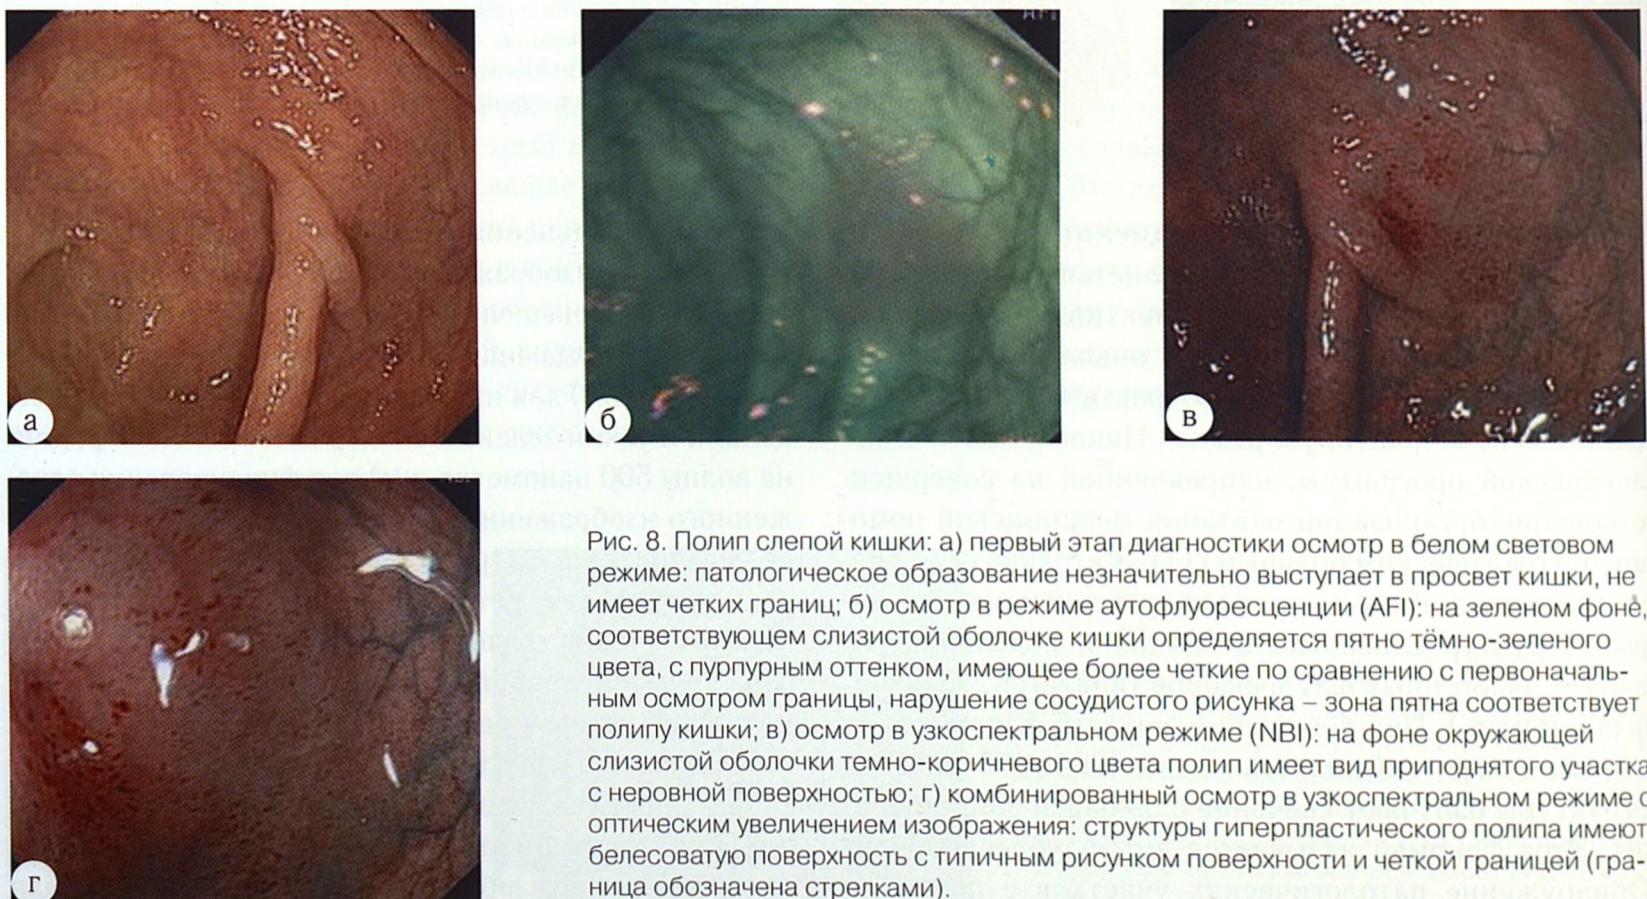 AFI
а
б
в
г
Рис. 8. Полип слепой кишки: а) первый этап диагностики осмотр в белом световом
режиме: патологическое образование незначительно выступает в просвет кишки, не
имеет четких границ; б) осмотр в режиме аутофлуоресценции (AFI): на зеленом фоне,
соответствующем слизистой оболочке кишки определяется пятно тёмно-зеленого
цвета, с пурпурным оттенком, имеющее более четкие по сравнению с первоначаль-
ным осмотром границы, нарушение сосудистого рисунка – зона пятна соответствует
полипу кишки; в) осмотр в узкоспектральном режиме (NBI): на фоне окружающей
слизистой оболочки темно-коричневого цвета полип имеет вид приподнятого участка
с неровной поверхностью; г) комбинированный осмотр в узкоспектральном режиме с
оптическим увеличением изображения: структуры гиперпластического полипа имеют
белесоватую поверхность с типичным рисунком поверхности и четкой границей (гра-
ница обозначена стрелками).